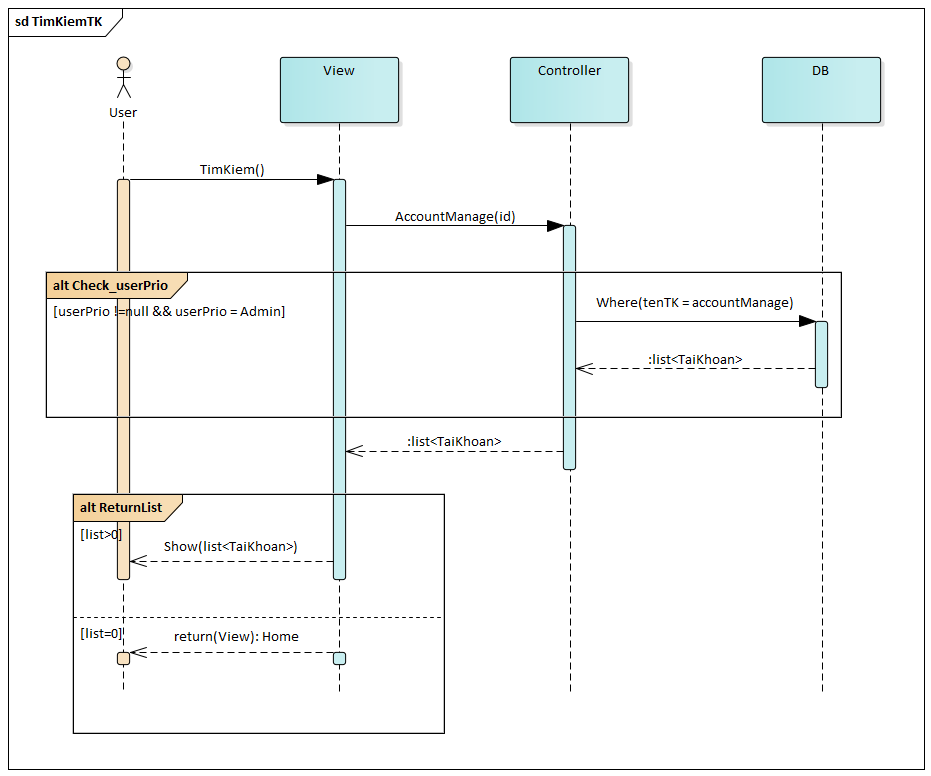 sd TimKiemTK
User
View
Controller
DB
TimKiem()
AccountManage(id)
alt Check_userPrio
[userPrio !=null && userPrio = Admin]
Where(tenTK = accountManage)
:list<TaiKhoan>
:list<TaiKhoan>
alt ReturnList
[list>0]
Show(list<TaiKhoan>)
[list=0]
return(View): Home